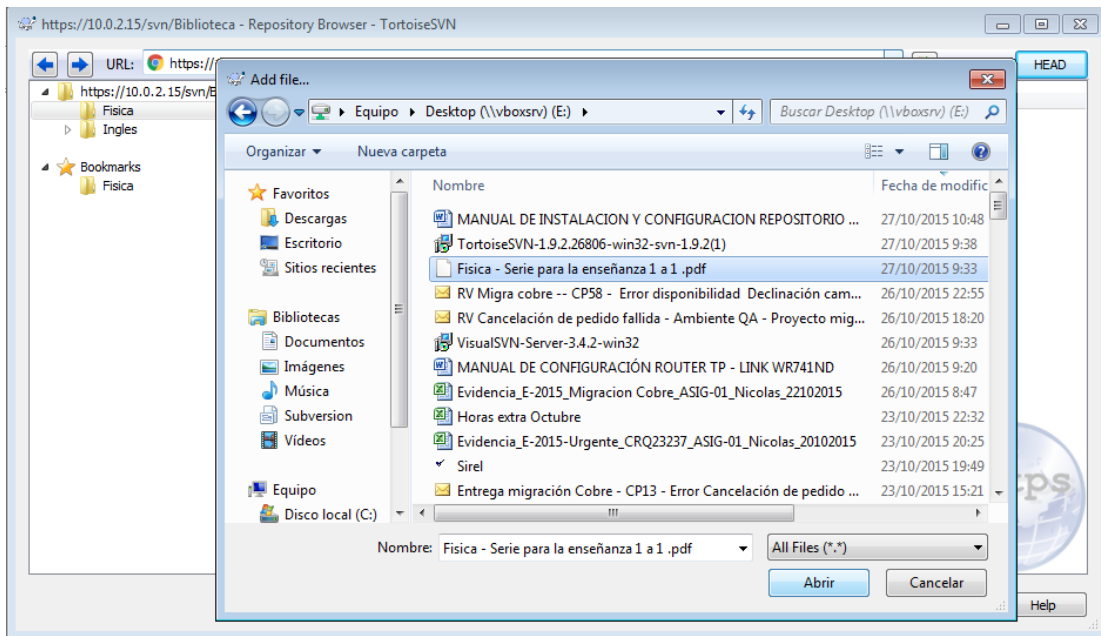 https://10.0.2.15/svn/Biblioteca - Repository Browser - TortoiseSVN
URL: https://
HEAD
https://10.0.2.15/svn/B
Fisica
Ingles
Bookmarks
Fisica
Add file...
Equipo Desktop (\\vboxsrv) (E:)
Buscar Desktop (\\vboxsrv) (E:)
Organizar Nueva carpeta
Favoritos
Descargas
Escritorio
Sitios recientes
Bibliotecas
Documentos
Imágenes
Música
Subversion
Vídeos
Equipo
Disco local (C:)
Nombre Fecha de modific
MANUAL DE INSTALACION Y CONFIGURACION REPOSITORIO ... 27/10/2015 10:48
TortoiseSVN-1.9.2.26806-win32-svn-1.9.2(1) 27/10/2015 9:38
Fisica - Serie para la enseñanza 1 a 1 .pdf 27/10/2015 9:33
RV Migra cobre -- CP58 - Error disponibilidad Declinación cam... 26/10/2015 22:55
RV Cancelación de pedido fallida - Ambiente QA - Proyecto mig... 26/10/2015 18:20
VisualSVN-Server-3.4.2-win32 26/10/2015 9:33
MANUAL DE CONFIGURACIÓN ROUTER TP - LINK WR741ND 26/10/2015 9:20
Evidencia_E-2015_Migracion Cobre_ASIG-01_Nicolas_22102015 26/10/2015 8:47
Horas extra Octubre 23/10/2015 22:32
Evidencia_E-2015-Urgente_CRQ23237_ASIG-01_Nicolas_20102015 23/10/2015 20:25
Sirel 23/10/2015 19:49
Entrega migración Cobre - CP13 - Error Cancelación de pedido ... 23/10/2015 15:21
Nombre: Fisica - Serie para la enseñanza 1 a 1 .pdf
All Files (*.*)
Abrir
Cancelar
tps
Help